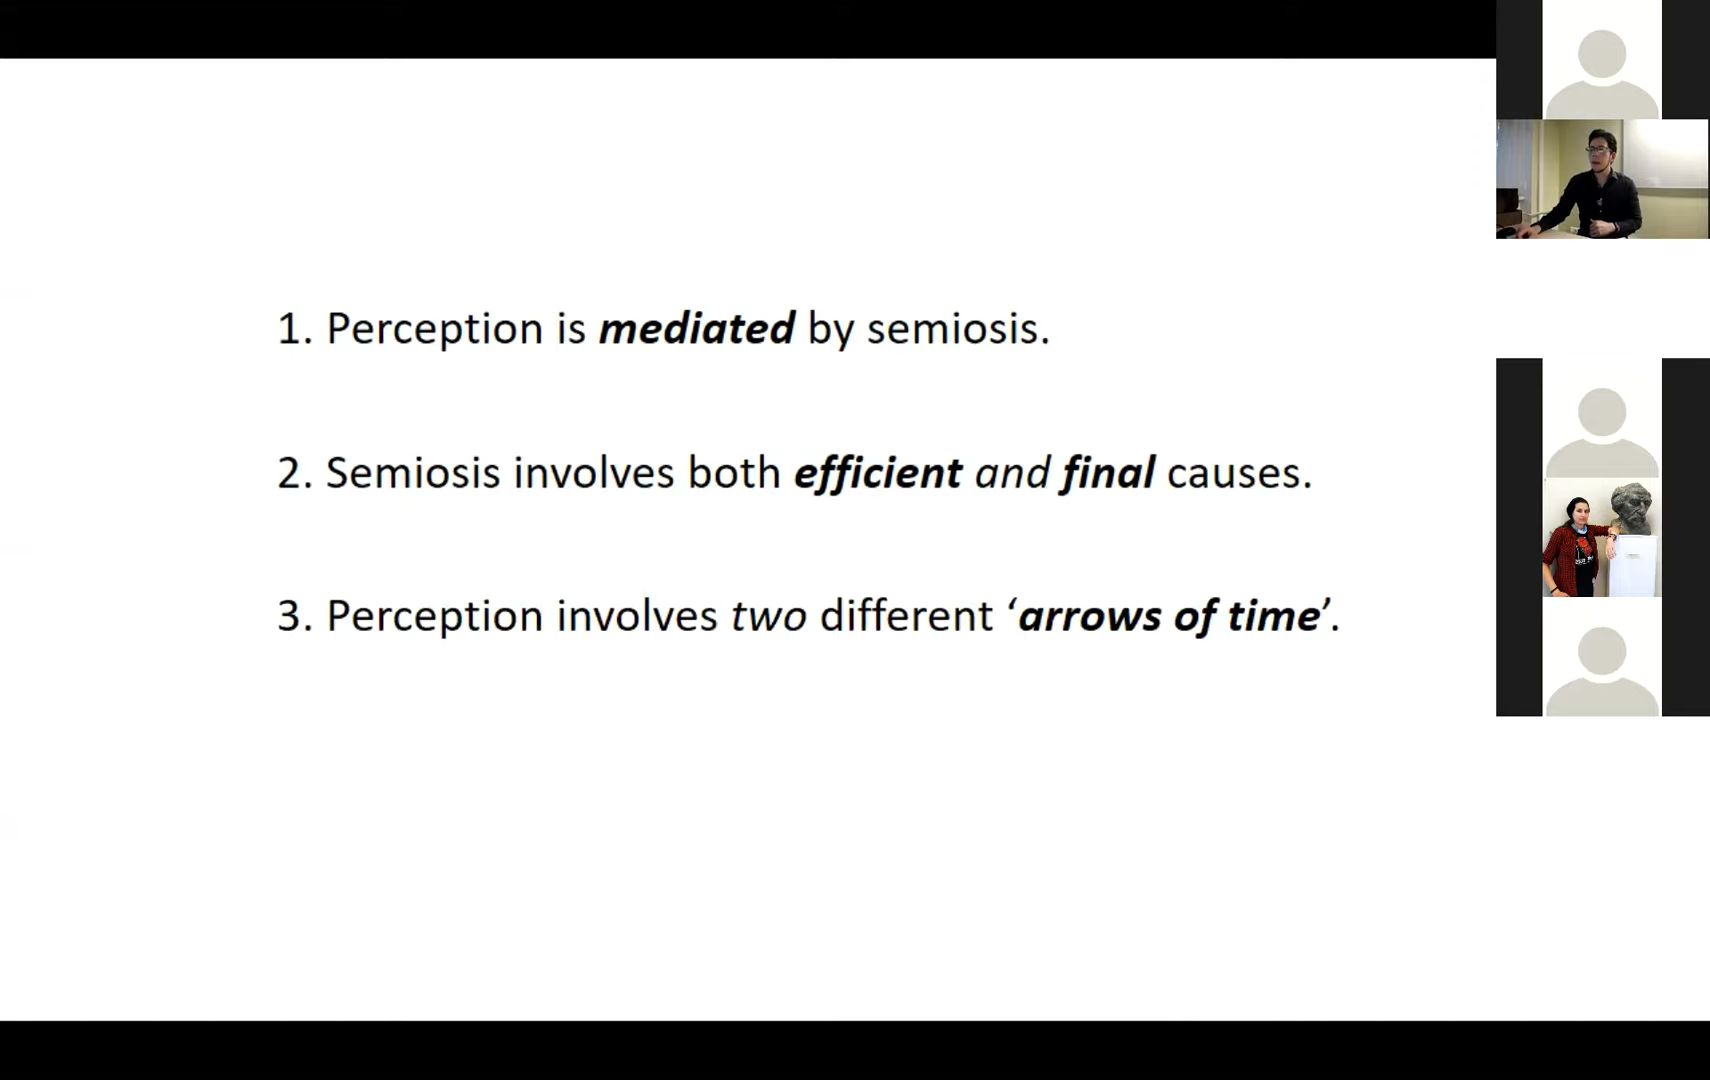 1. Perception is mediated by semiosis.
2. Semiosis involves both efficient and final causes.
3. Perception involves two different ‘arrows of time’.